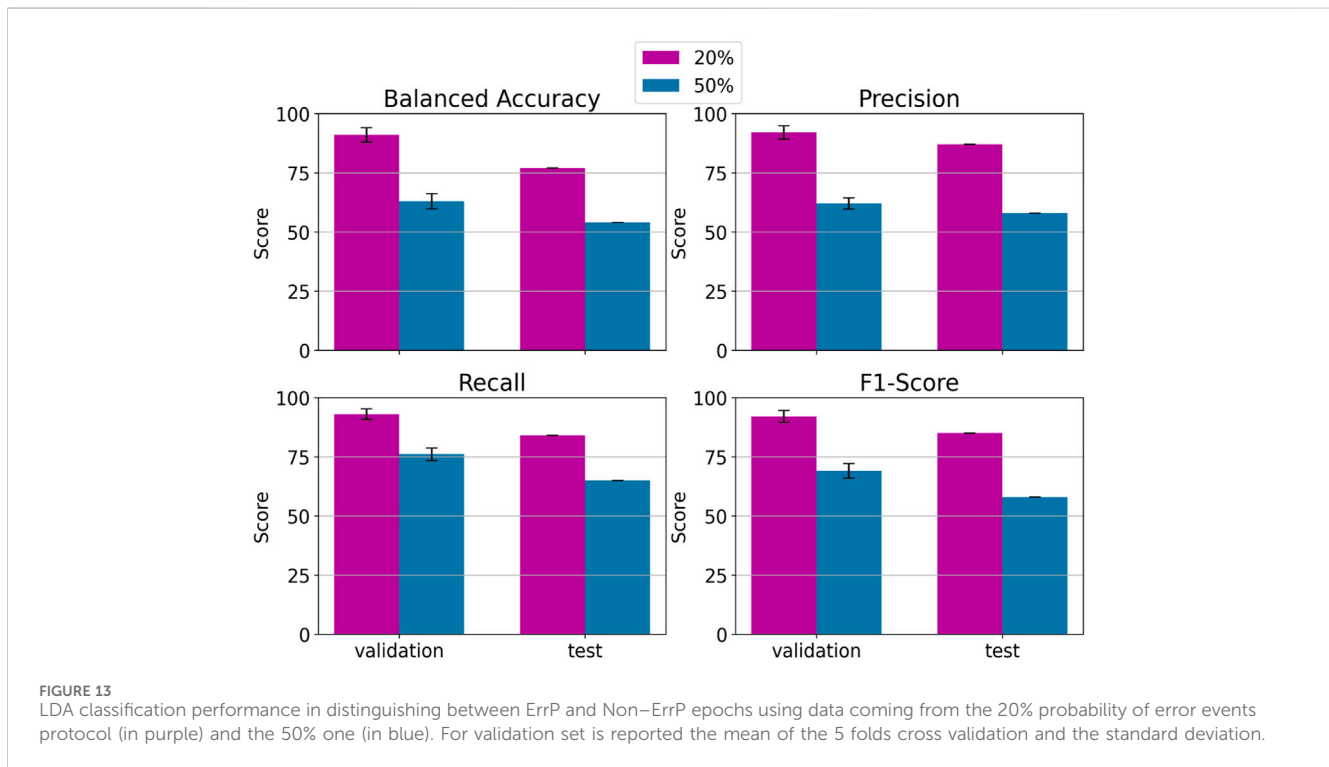 20%
50%
Balanced Accuracy
100
75
50
25
0
Score
Precision
100
75
50
25
0
Score
Recall
100
75
50
25
0
Score
validation
test
F1-Score
100
75
50
25
0
Score
validation
test
FIGURE 13
LDA classification performance in distinguishing between ErrP and Non–ErrP epochs using data coming from the 20% probability of error events
protocol (in purple) and the 50% one (in blue). For validation set is reported the mean of the 5 folds cross validation and the standard deviation.